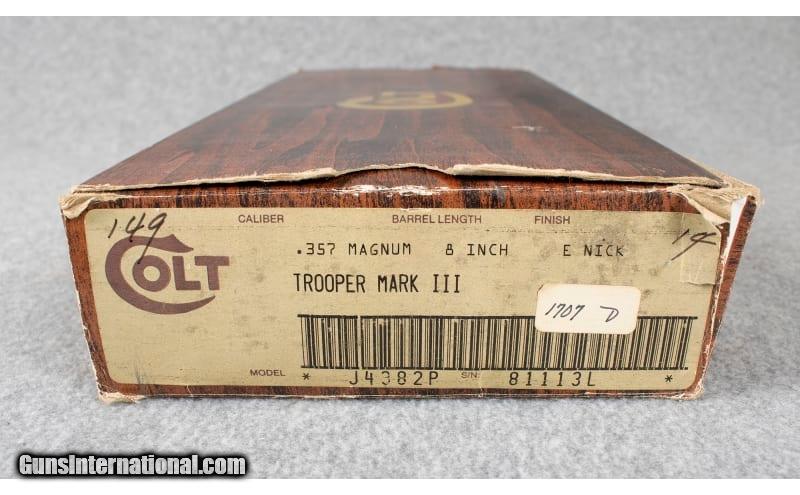 149
CALIBER BARREL LENGTH FINISH
COLT
.357 MAGNUM 8 INCH E NICK
14
TROOPER MARK III
1707 D
MODEL * J4382P S/N: 81113L *
GunsInternational.com